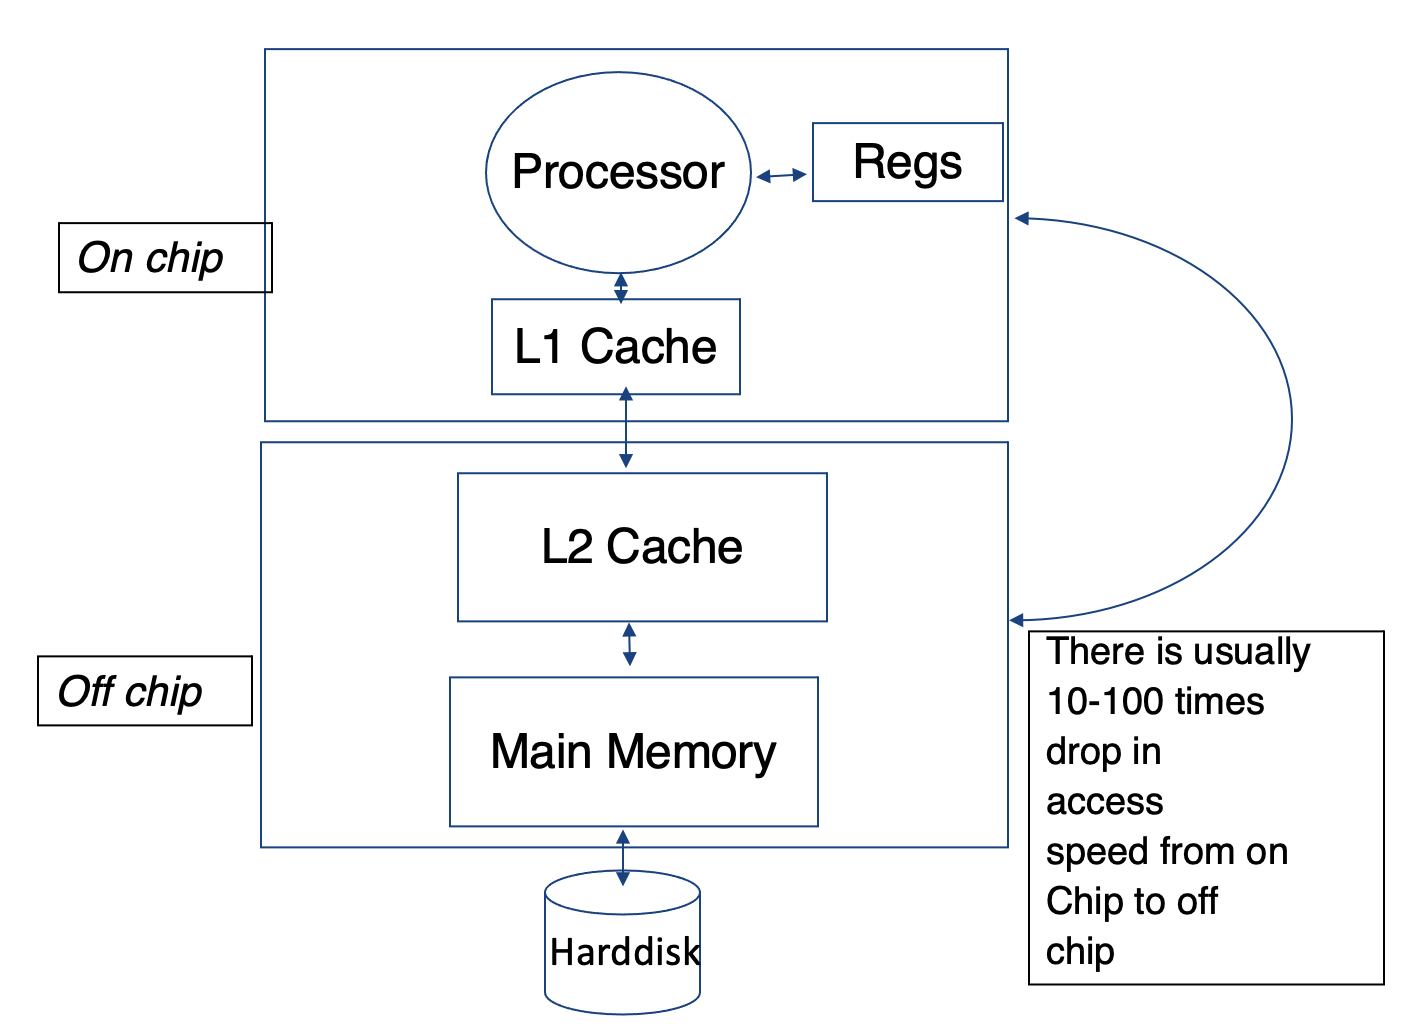 Processor
Regs
On chip
L1 Cache
L2 Cache
Off chip
Main Memory
There is usually
10-100 times
drop in
access
speed from on
Chip to off
chip
Harddisk